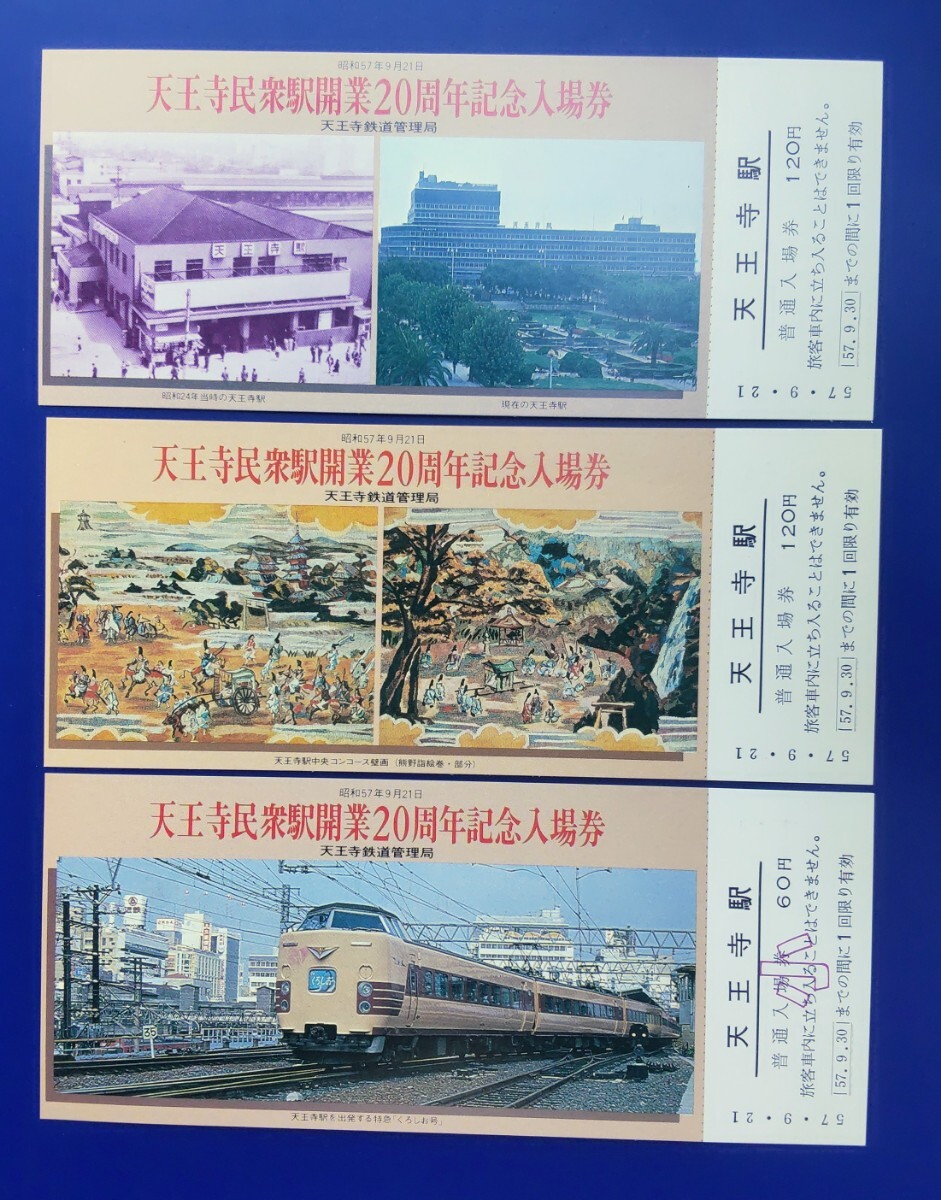 昭和57年9月21日
天王寺民衆駅開業20周年記念入場券
天王寺鉄道管理局
天王寺駅
昭和24年当時の天王寺駅
現在の天王寺駅
天王寺駅
普通入場券 120円
旅客車内に立ち入ることはできません。
57.9.30までの間に1回限り有効
57・9・21
昭和57年9月21日
天王寺民衆駅開業20周年記念入場券
天王寺鉄道管理局
天王寺駅中央コンコース壁画(熊野詣絵巻・部分)
天王寺駅
普通入場券 120円
旅客車内に立ち入ることはできません。
57.9.30までの間に1回限り有効
57・9・21
昭和57年9月21日
天王寺民衆駅開業20周年記念入場券
天王寺鉄道管理局
くろしお
35
天王寺駅を出発する特急「くろしお号」
天王寺駅
普通入場券 60円
小
旅客車内に立ち入ることはできません。
57.9.30までの間に1回限り有効
57・9・21